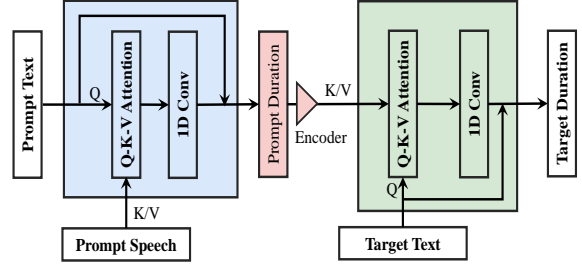 Prompt Text
Q
Q-K-V Attention
1D Conv
K/V
Prompt Speech
Prompt Duration
Encoder
K/V
Q-K-V Attention
1D Conv
Q
Target Text
Target Duration